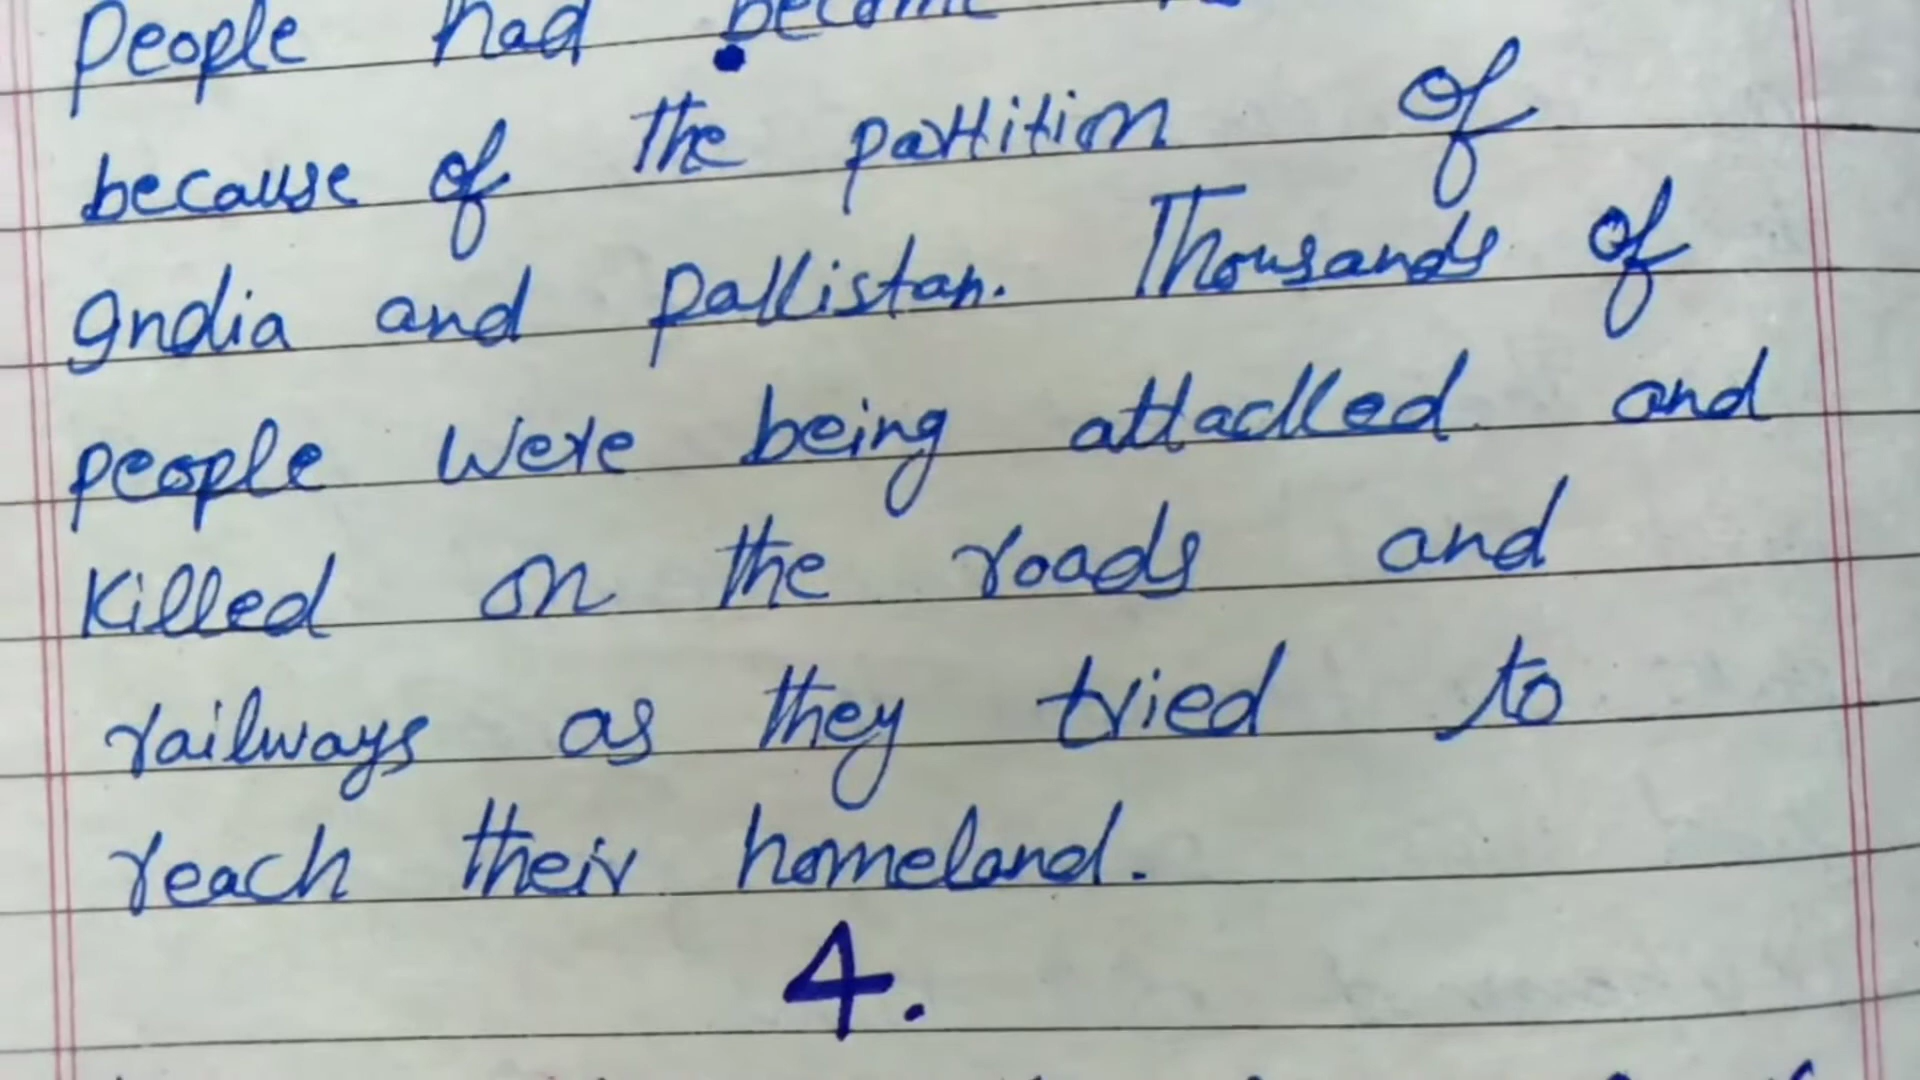 People had become
because of the partition of
India and Pakistan. Thousands of
people were being attacked and
killed on the roads and
railways as they tried to
reach their homeland.
4.